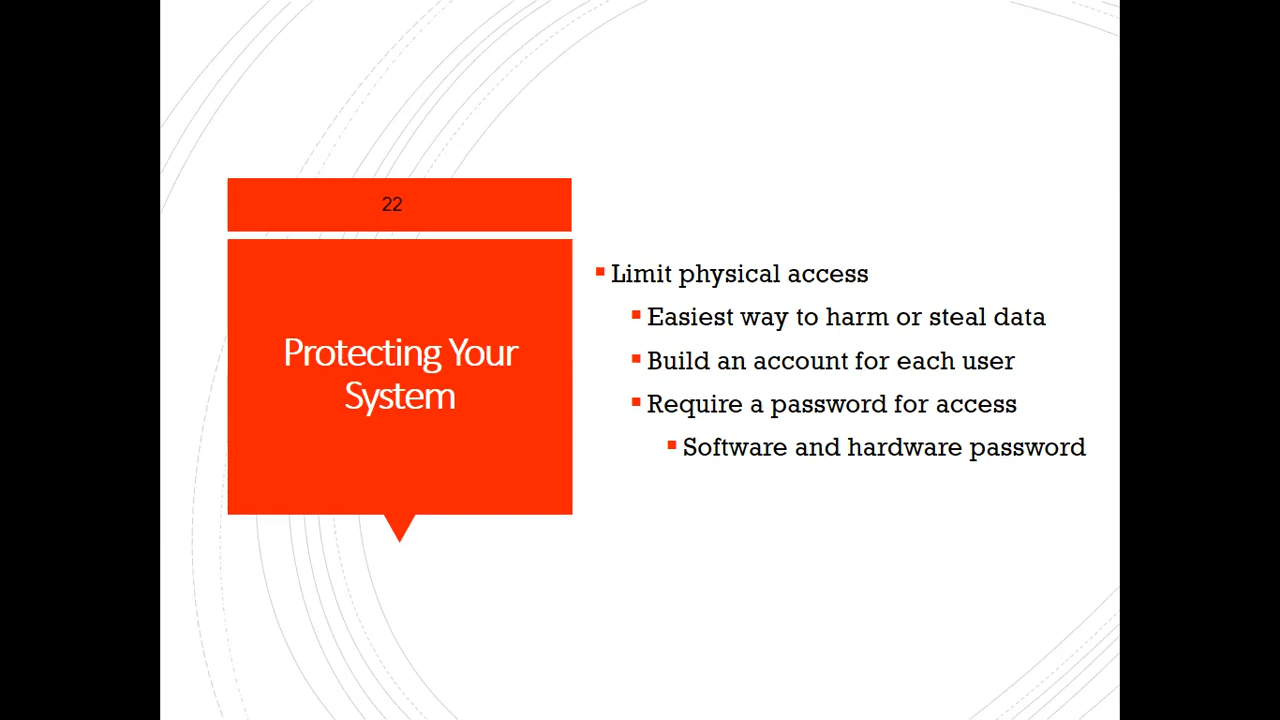 22
Protecting Your
System
Limit physical access
Easiest way to harm or steal data
Build an account for each user
Require a password for access
Software and hardware password